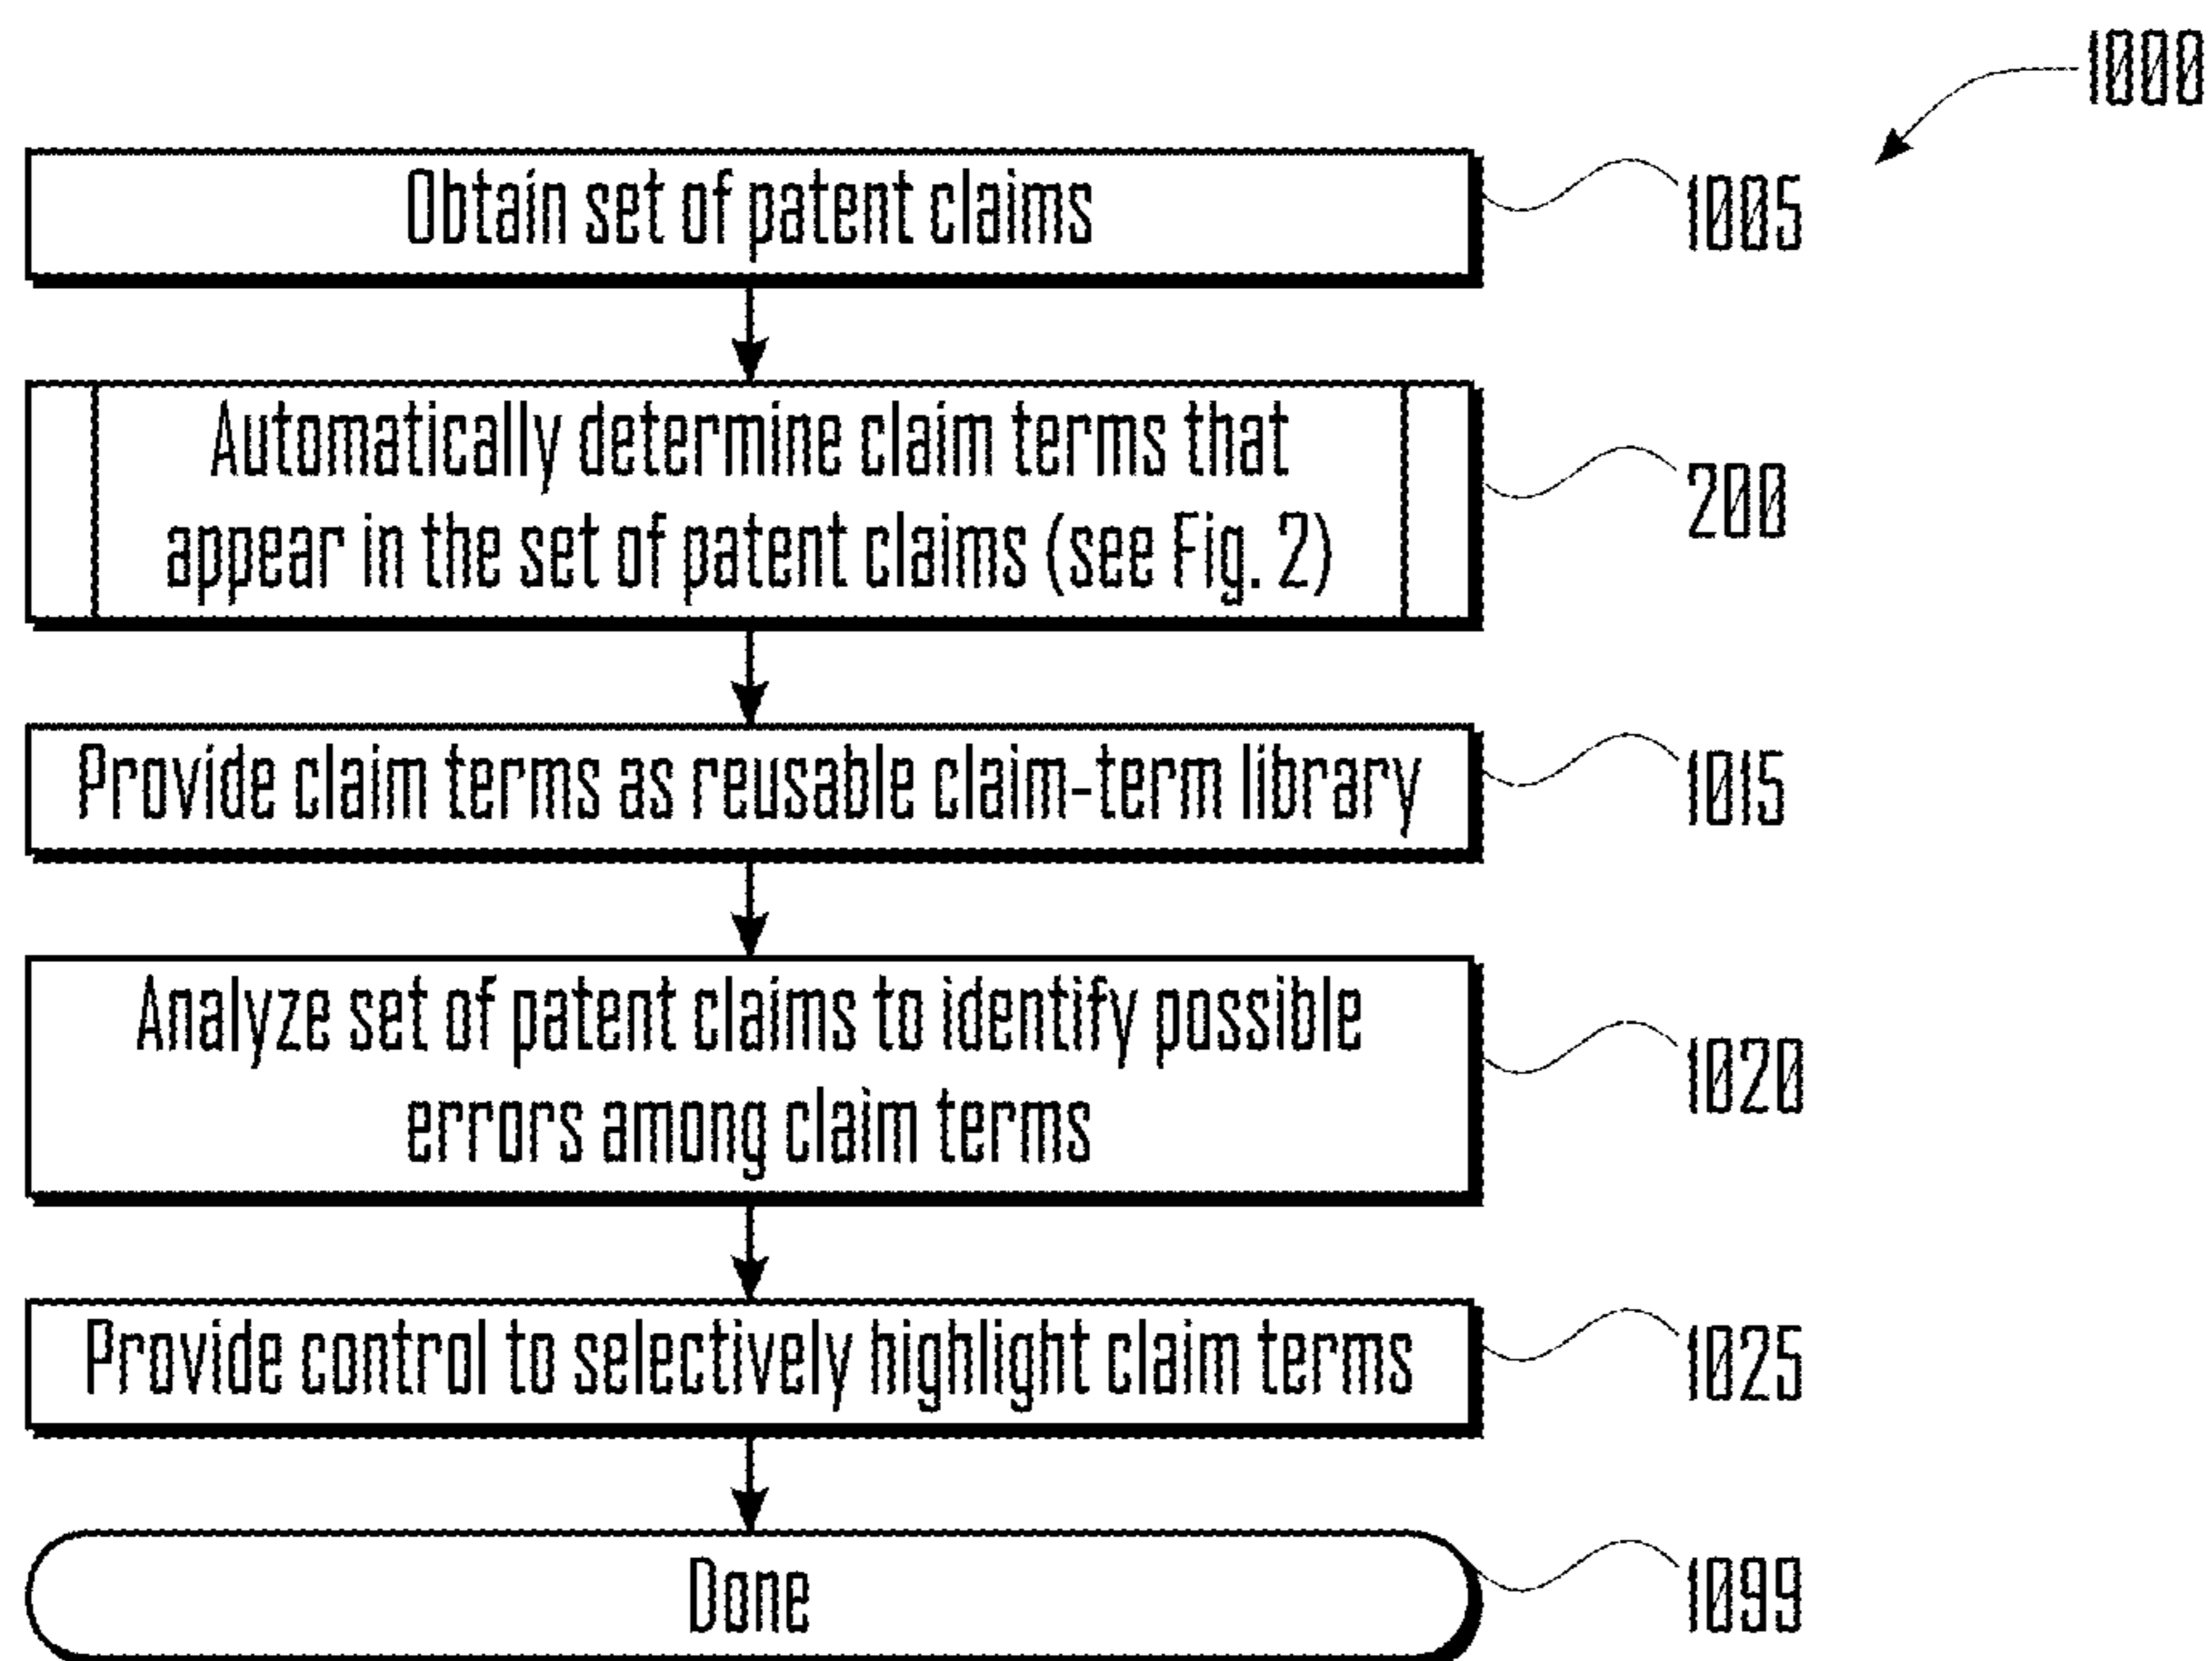 1000
Obtain set of patent claims
1005
Automatically determine claim terms that
appear in the set of patent claims (see Fig. 2)
200
Provide claim terms as reusable claim-term library
1015
Analyze set of patent claims to identify possible
errors among claim terms
1020
Provide control to selectively highlight claim terms
1025
Done
1099